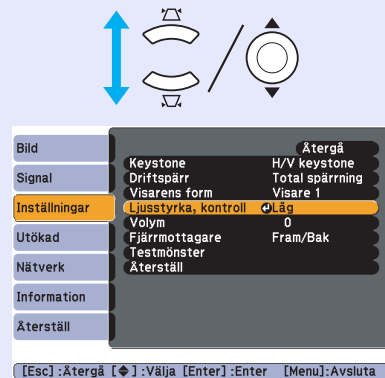 Återgå
Bild
Keystone H/V keystone
Signal
Driftspärr Total spärrning
Visarens form Visare 1
Inställningar
Ljusstyrka, kontroll Låg
Volym 0
Utökad
Fjärrmottagare Fram/Bak
Testmönster
Nätverk
Återställ
Information
Återställ
[Esc] :Återgå [◆] :Välja [Enter] :Enter [Menu]:Avsluta